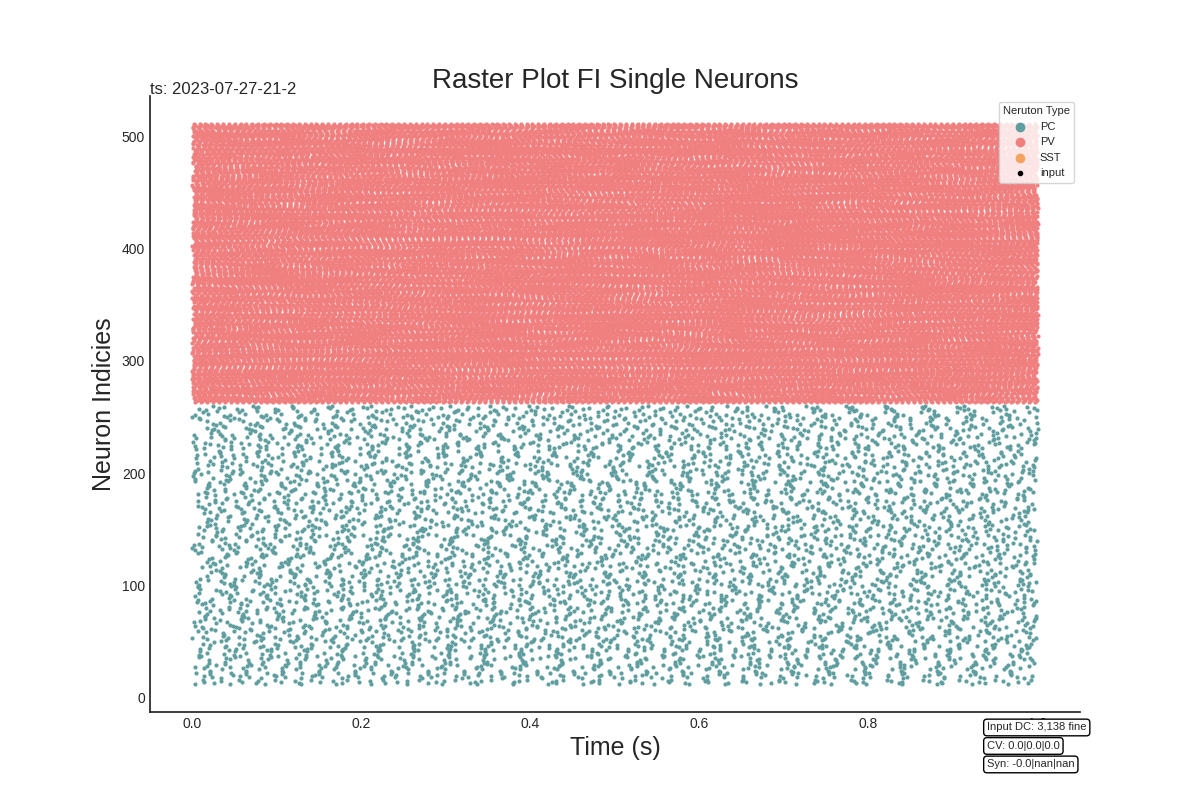 Raster Plot FI Single Neurons
ts: 2023-07-27-21-2
Neruton Type
PC
PV
SST
input
500
400
300
200
100
0
Neuron Indicies
0.0 0.2 0.4 0.6 0.8
Time (s)
Input DC: 3,138 fine
CV: 0.0|0.0|0.0
Syn: -0.0|nan|nan